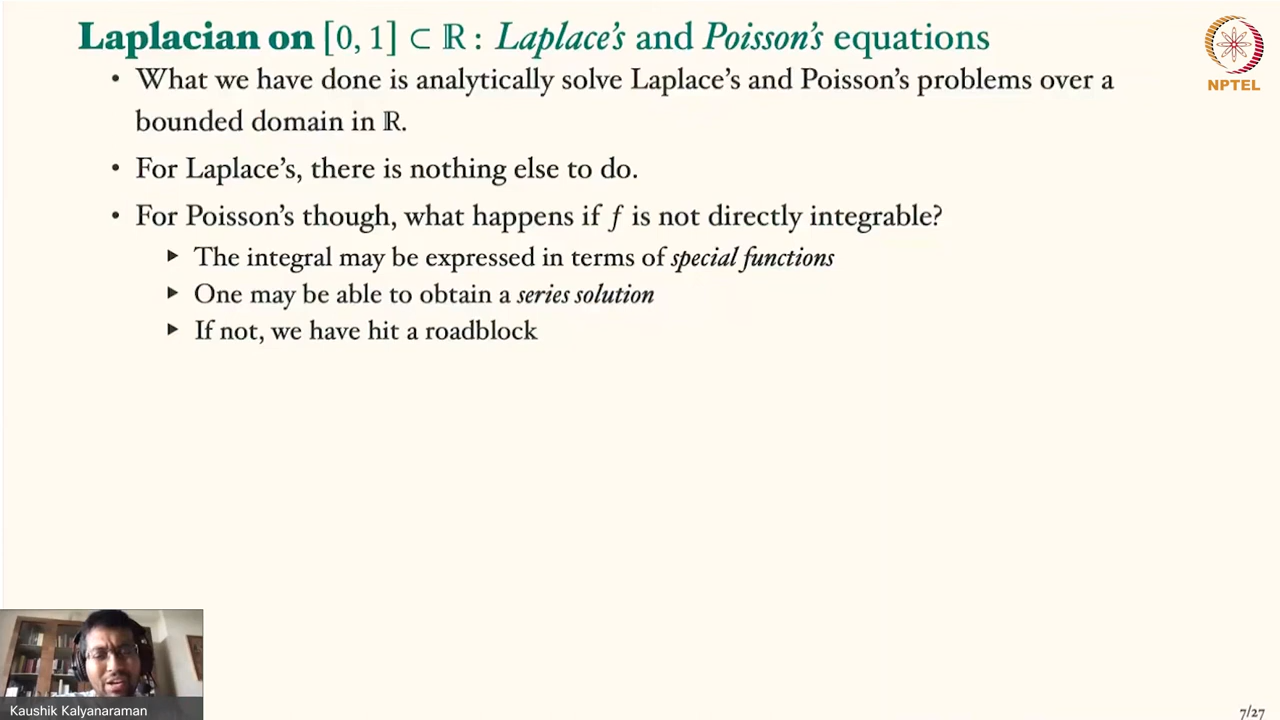 Laplacian on [0, 1] ⊂ ℝ : Laplace's and Poisson's equations
NPTEL
• What we have done is analytically solve Laplace's and Poisson's problems over a
bounded domain in ℝ.
• For Laplace's, there is nothing else to do.
• For Poisson's though, what happens if f is not directly integrable?
▶ The integral may be expressed in terms of special functions
▶ One may be able to obtain a series solution
▶ If not, we have hit a roadblock
Kaushik Kalyanaraman
7/27